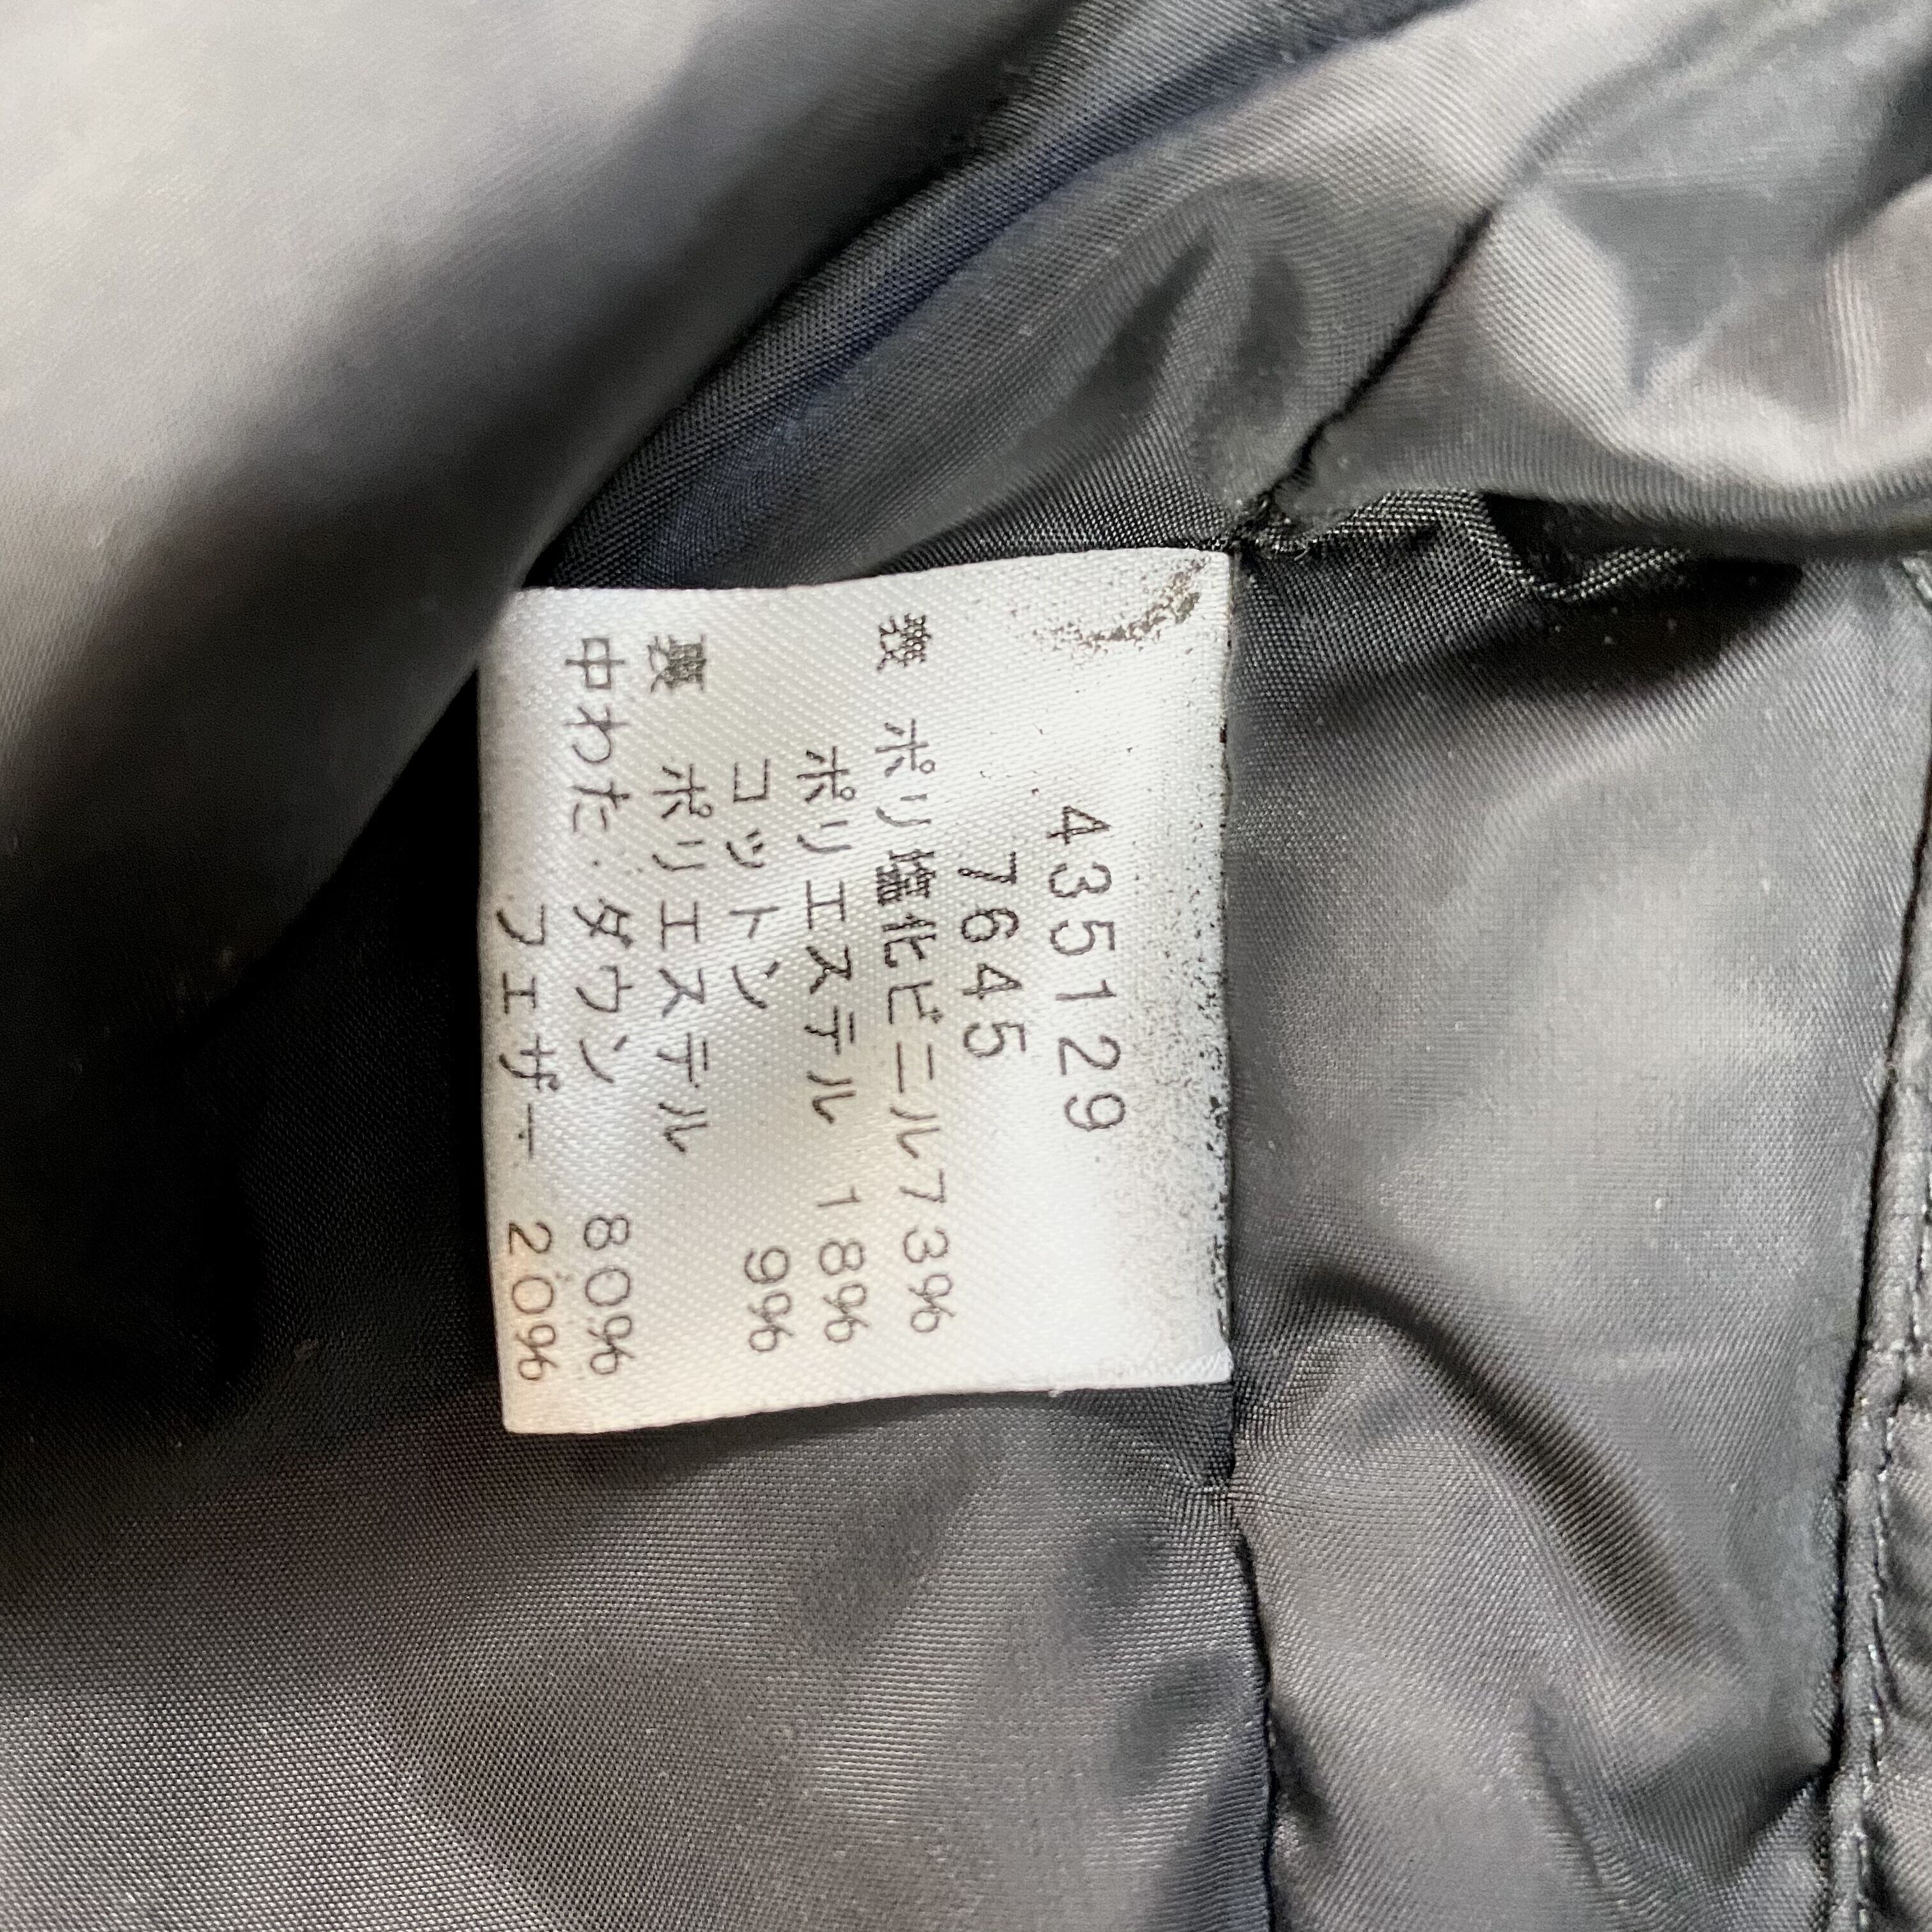 435129
7645
表 ポリ塩化ビニル73%
ポリエステル 18%
コットン 9%
裏 ポリエステル
中わた:ダウン 80%
フェザー 20%